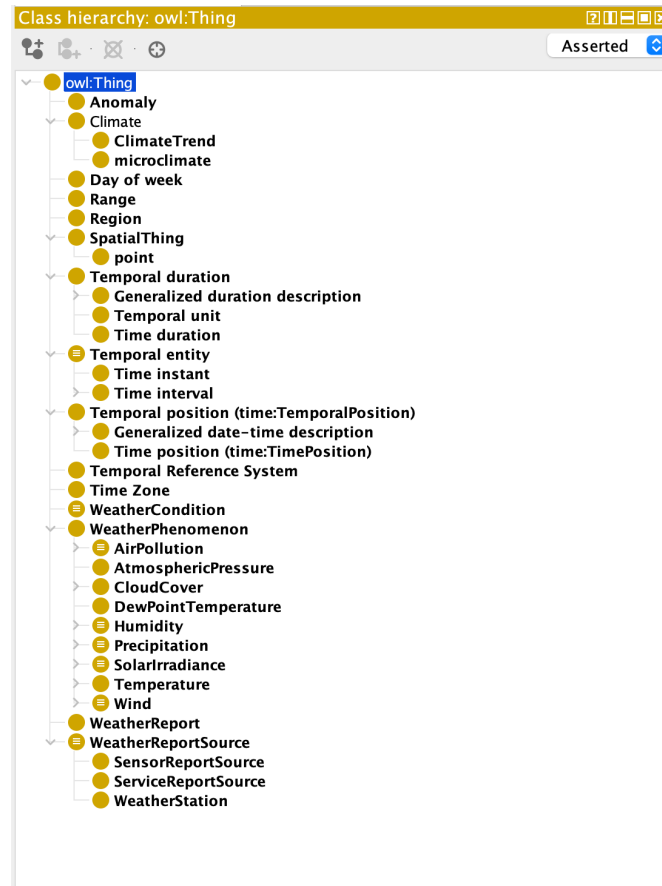 Class hierarchy: owl:Thing
Asserted
owl:Thing
Anomaly
Climate
ClimateTrend
microclimate
Day of week
Range
Region
SpatialThing
point
Temporal duration
Generalized duration description
Temporal unit
Time duration
Temporal entity
Time instant
Time interval
Temporal position (time:TemporalPosition)
Generalized date-time description
Time position (time:TimePosition)
Temporal Reference System
Time Zone
WeatherCondition
WeatherPhenomenon
AirPollution
AtmosphericPressure
CloudCover
DewPointTemperature
Humidity
Precipitation
SolarIrradiance
Temperature
Wind
WeatherReport
WeatherReportSource
SensorReportSource
ServiceReportSource
WeatherStation